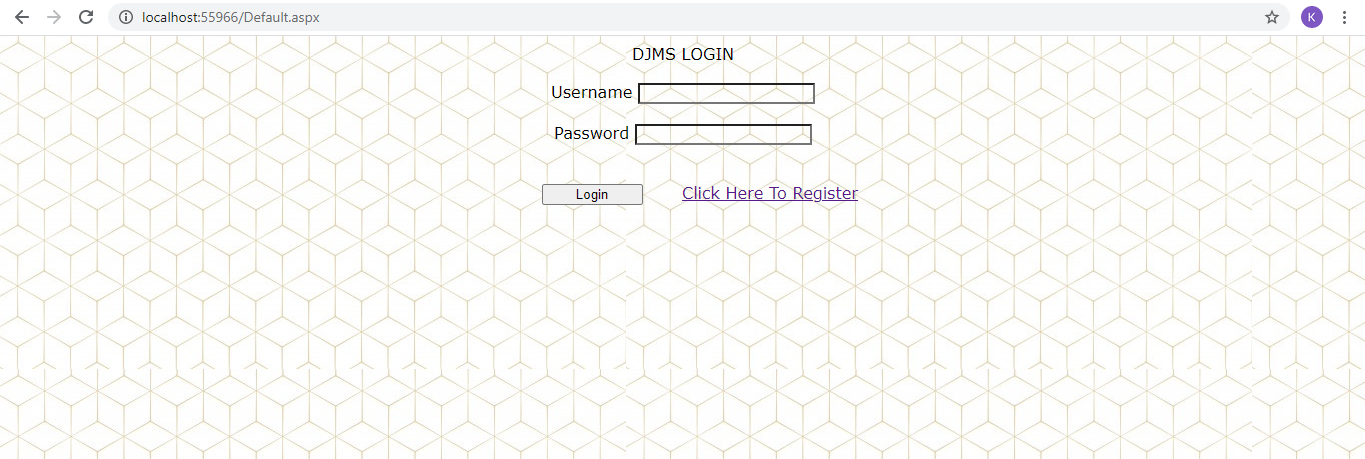 localhost:55966/Default.aspx
K
DJMS LOGIN
Username
Password
Login Click Here To Register